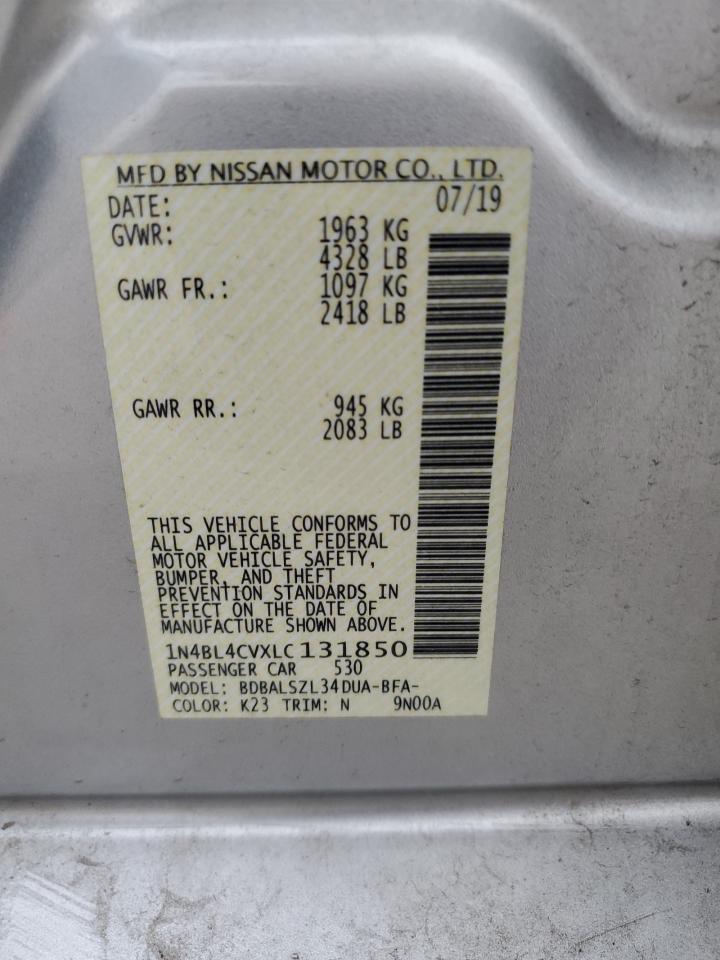 MFD BY NISSAN MOTOR CO., LTD.
DATE: 07/19
GVWR: 1963 KG
4328 LB
GAWR FR.: 1097 KG
2418 LB
GAWR RR.: 945 KG
2083 LB
THIS VEHICLE CONFORMS TO
ALL APPLICABLE FEDERAL
MOTOR VEHICLE SAFETY,
BUMPER, AND THEFT
PREVENTION STANDARDS IN
EFFECT ON THE DATE OF
MANUFACTURE SHOWN ABOVE.
1N4BL4CVXLC131850
PASSENGER CAR 530
MODEL: BDBALSZL34DUA-BFA-
COLOR: K23 TRIM: N 9N00A